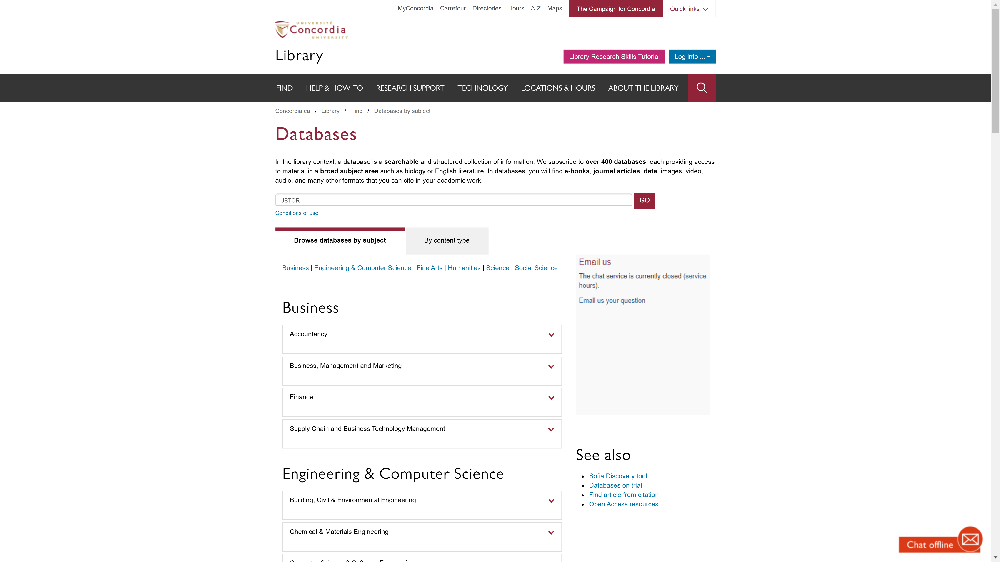 MyConcordia Carrefour Directories Hours A-Z Maps The Campaign for Concordia Quick links
UNIVERSITÉ
Concordia
UNIVERSITY
Library
Library Research Skills Tutorial Log into ...
FIND HELP & HOW-TO RESEARCH SUPPORT TECHNOLOGY LOCATIONS & HOURS ABOUT THE LIBRARY
Concordia.ca / Library / Find / Databases by subject
Databases
In the library context, a database is a searchable and structured collection of information. We subscribe to over 400 databases, each providing access
to material in a broad subject area such as biology or English literature. In databases, you will find e-books, journal articles, data, images, video,
audio, and many other formats that you can cite in your academic work.
JSTOR GO
Conditions of use
Browse databases by subject By content type
Business | Engineering & Computer Science | Fine Arts | Humanities | Science | Social Science
Business
Accountancy
Business, Management and Marketing
Finance
Supply Chain and Business Technology Management
Engineering & Computer Science
Building, Civil & Environmental Engineering
Chemical & Materials Engineering
Computer Science & Software Engineering
Email us
The chat service is currently closed (service
hours).
Email us your question
See also
Sofia Discovery tool
Databases on trial
Find article from citation
Open Access resources
Chat offline